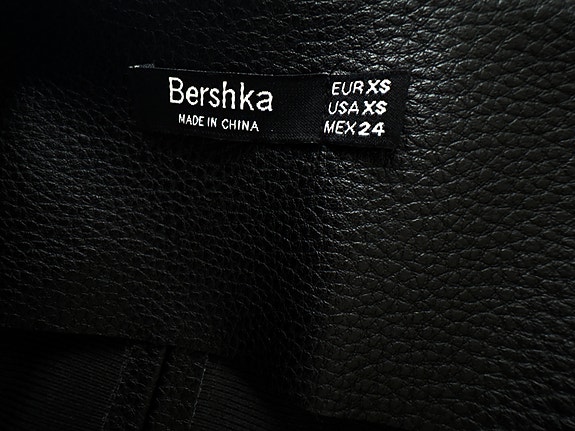 Bershka
MADE IN CHINA
EUR XS
USA XS
MEX 24